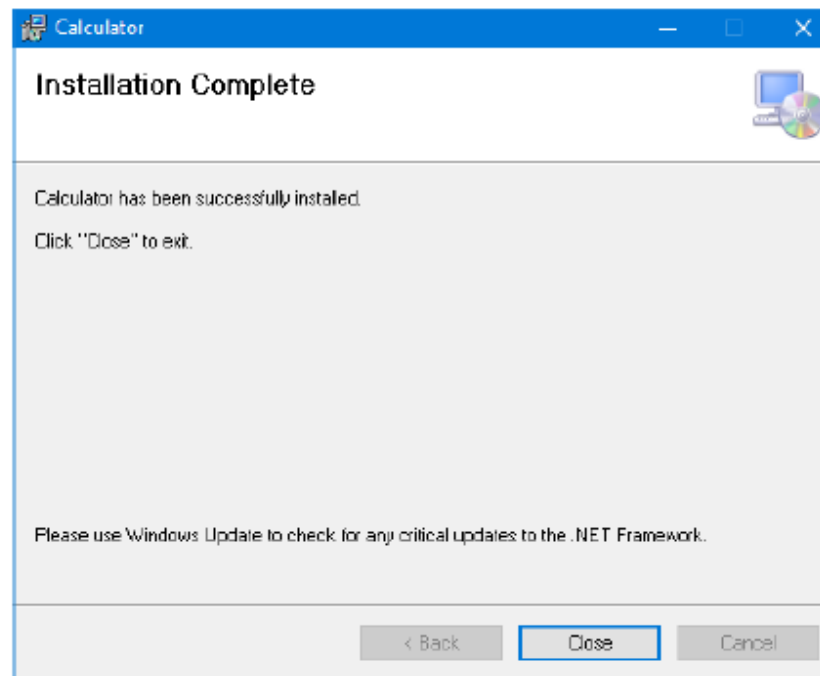 Calculator
Installation Complete
Calculator has been successfully installed.
Click "Close" to exit.
Please use Windows Update to check for any critical updates to the .NET Framework.
< Back
Close
Cancel